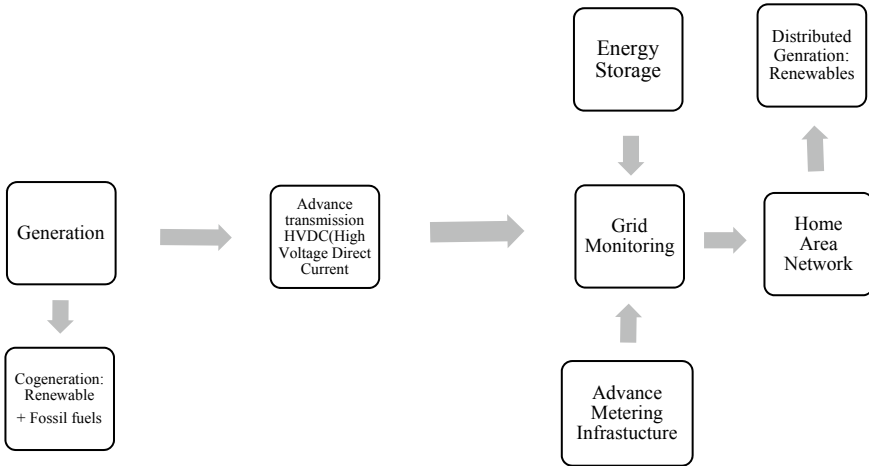 Energy
Storage
Distributed
Genration:
Renewables
Generation
Advance
transmission
HVDC(High
Voltage Direct
Current
Grid
Monitoring
Home
Area
Network
Cogeneration:
Renewable
+ Fossil fuels
Advance
Metering
Infrastucture